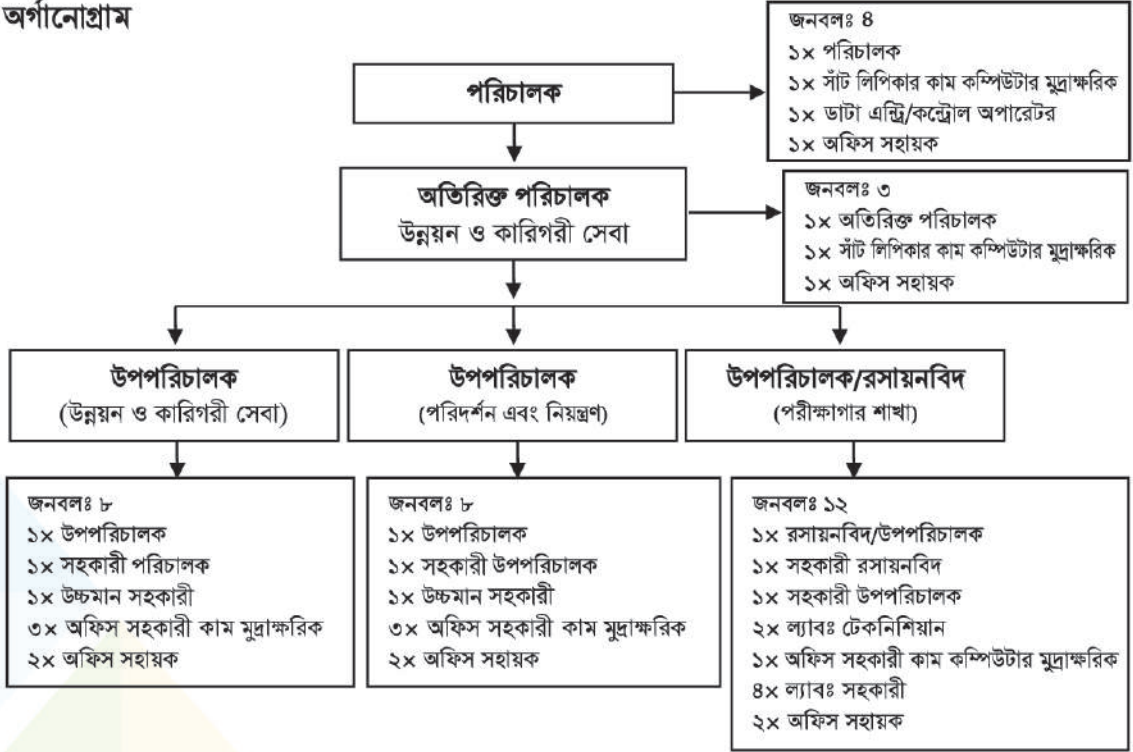 অর্গানোগ্রাম
পরিচালক
জনবলঃ ৪
১× পরিচালক
১× সাঁট লিপিকার কাম কম্পিউটার মুদ্রাক্ষরিক
১× ডাটা এন্ট্রি/কন্ট্রোল অপারেটর
১× অফিস সহায়ক
অতিরিক্ত পরিচালক
উন্নয়ন ও কারিগরী সেবা
জনবলঃ ৩
১× অতিরিক্ত পরিচালক
১× সাঁট লিপিকার কাম কম্পিউটার মুদ্রাক্ষরিক
১× অফিস সহায়ক
উপপরিচালক
(উন্নয়ন ও কারিগরী সেবা)
উপপরিচালক
(পরিদর্শন এবং নিয়ন্ত্রণ)
উপপরিচালক/রসায়নবিদ
(পরীক্ষাগার শাখা)
জনবলঃ ৮
১× উপপরিচালক
১× সহকারী পরিচালক
১× উচ্চমান সহকারী
৩× অফিস সহকারী কাম মুদ্রাক্ষরিক
২× অফিস সহায়ক
জনবলঃ ৮
১× উপপরিচালক
১× সহকারী উপপরিচালক
১× উচ্চমান সহকারী
৩× অফিস সহকারী কাম মুদ্রাক্ষরিক
২× অফিস সহায়ক
জনবলঃ ১২
১× রসায়নবিদ/উপপরিচালক
১× সহকারী রসায়নবিদ
১× সহকারী উপপরিচালক
২× ল্যাবঃ টেকনিশিয়ান
১× অফিস সহকারী কাম কম্পিউটার মুদ্রাক্ষরিক
৪× ল্যাবঃ সহকারী
২× অফিস সহায়ক